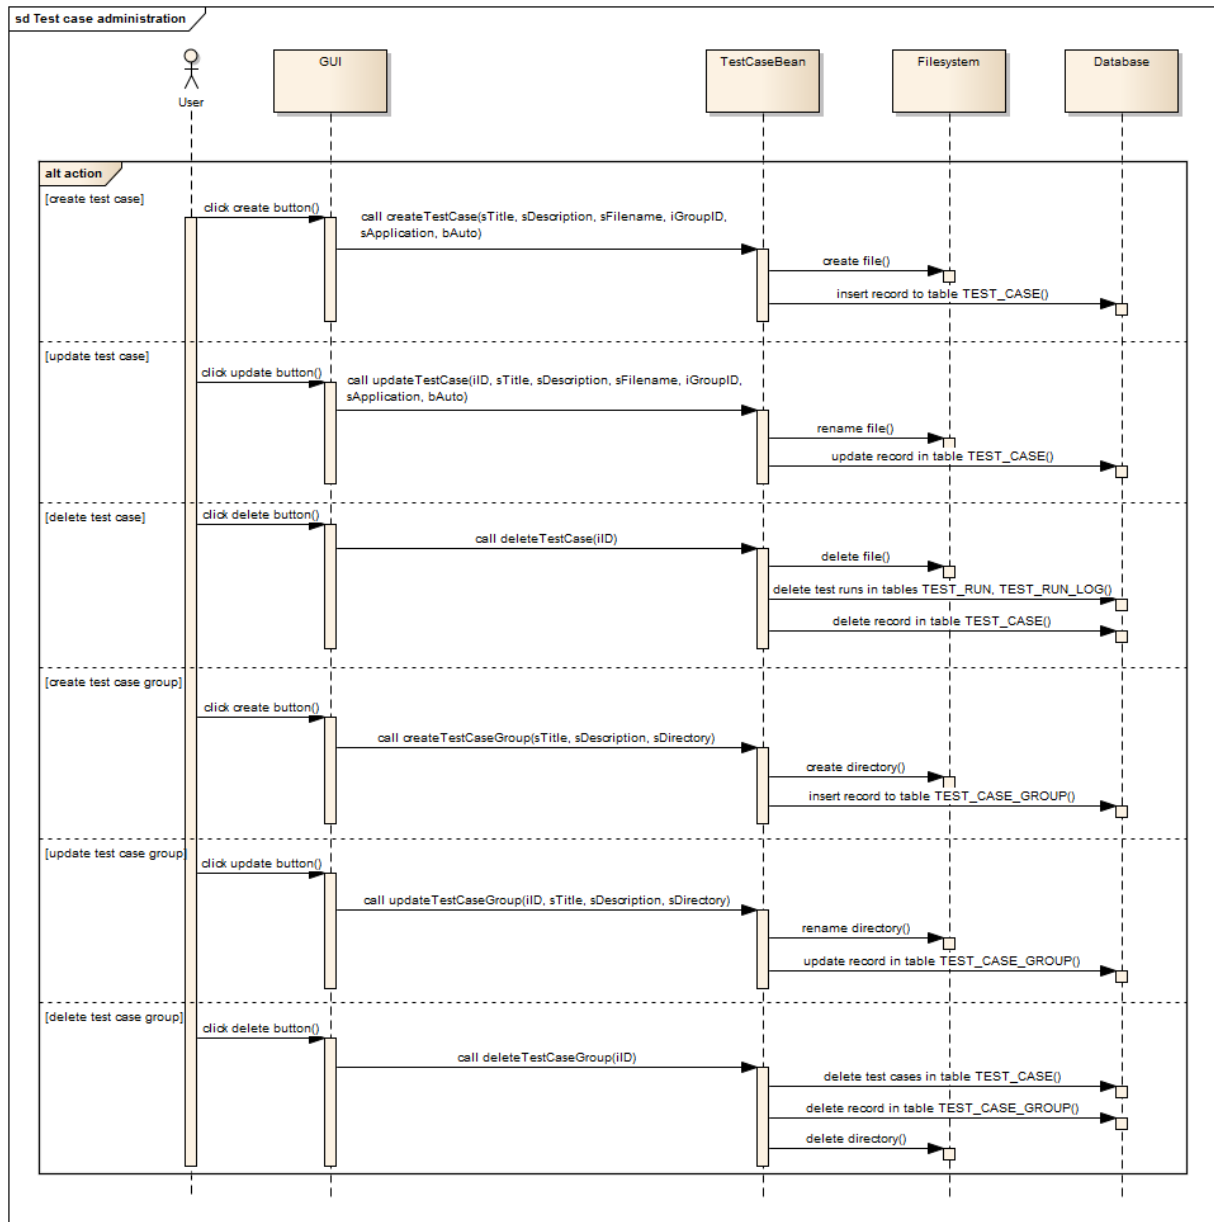 sd Test case administration
User
GUI
TestCaseBean
Filesystem
Database
alt action
[create test case]
click create button()
call createTestCase(sTitle, sDescription, sFilename, iGroupID,
sApplication, bAuto)
create file()
insert record to table TEST_CASE()
[update test case]
click update button()
call updateTestCase(iID, sTitle, sDescription, sFilename, iGroupID,
sApplication, bAuto)
rename file()
update record in table TEST_CASE()
[delete test case]
click delete button()
call deleteTestCase(iID)
delete file()
delete test runs in tables TEST_RUN, TEST_RUN_LOG()
delete record in table TEST_CASE()
[create test case group]
click create button()
call createTestCaseGroup(sTitle, sDescription, sDirectory)
create directory()
insert record to table TEST_CASE_GROUP()
[update test case group]
click update button()
call updateTestCaseGroup(iID, sTitle, sDescription, sDirectory)
rename directory()
update record in table TEST_CASE_GROUP()
[delete test case group]
click delete button()
call deleteTestCaseGroup(iID)
delete test cases in table TEST_CASE()
delete record in table TEST_CASE_GROUP()
delete directory()